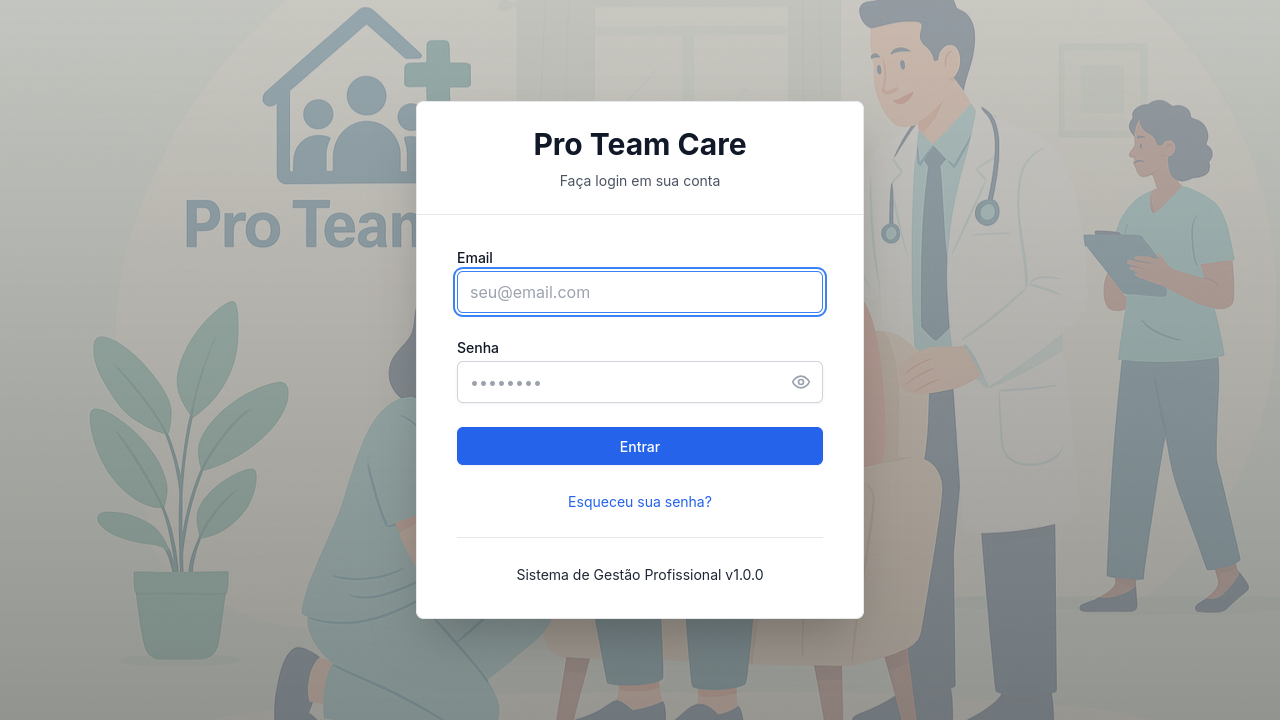 Pro Team
Pro Team Care
Faça login em sua conta
Email
seu@email.com
Senha
••••••••
Entrar
Esqueceu sua senha?
Sistema de Gestão Profissional v1.0.0